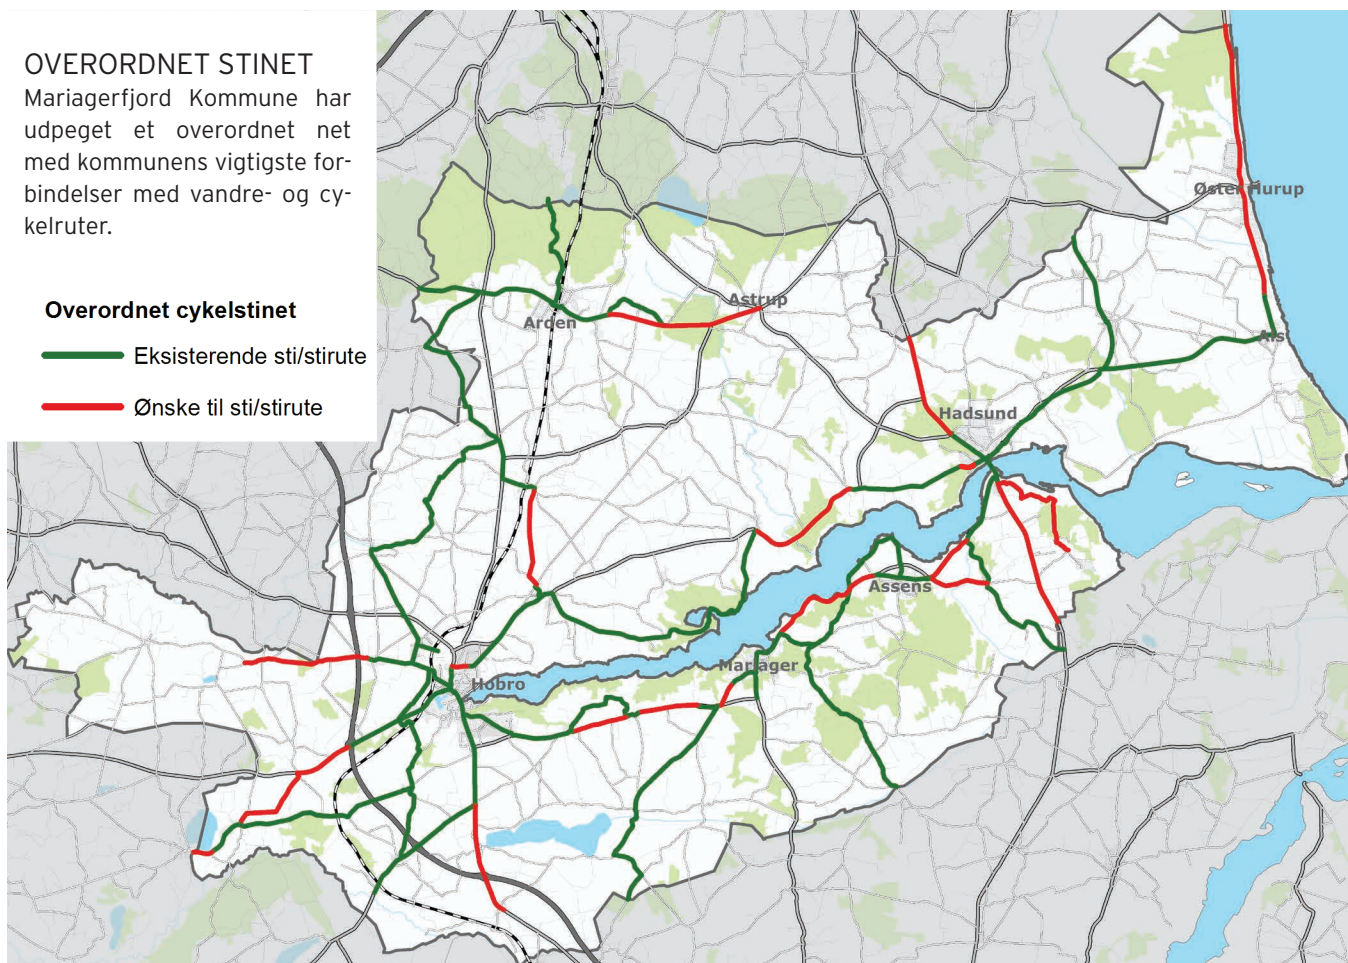 OVERORDNET STINET
Mariagerfjord Kommune har
udpeget et overordnet net
med kommunens vigtigste for-
bindelser med vandre- og cy-
kelruter.
Overordnet cykelstinet
Eksisterende sti/stirute
Ønske til sti/stirute
Øster Hurup
Astrup
Arden
Als
Hadsund
Assens
Mariager
Hobro